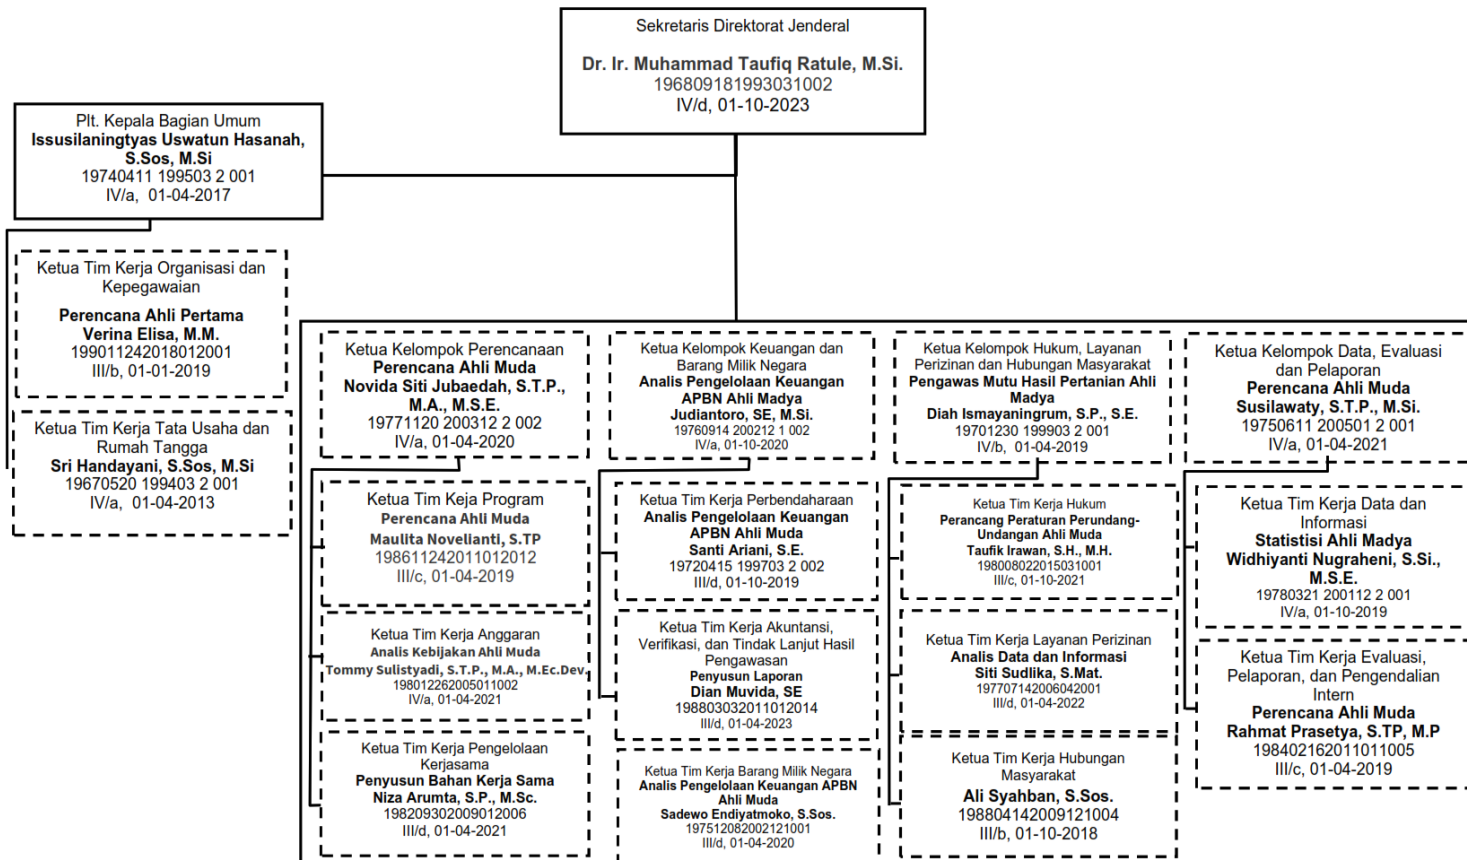 Sekretaris Direktorat Jenderal
Dr. Ir. Muhammad Taufiq Ratule, M.Si.
196809181993031002
IV/d, 01-10-2023
Plt. Kepala Bagian Umum
Issusilaningtyas Uswatun Hasanah,
S.Sos, M.Si
19740411 199503 2 001
IV/a, 01-04-2017
Ketua Tim Kerja Organisasi dan
Kepegawaian
Perencana Ahli Pertama
Verina Elisa, M.M.
199011242018012001
III/b, 01-01-2019
Ketua Tim Kerja Tata Usaha dan
Rumah Tangga
Sri Handayani, S.Sos, M.Si
19670520 199403 2 001
IV/a, 01-04-2013
Ketua Kelompok Perencanaan
Perencana Ahli Muda
Novida Siti Jubaedah, S.T.P.,
M.A., M.S.E.
19771120 200312 2 002
IV/a, 01-04-2020
Ketua Tim Keja Program
Perencana Ahli Muda
Maulita Novelianti, S.TP
198611242011012012
III/c, 01-04-2019
Ketua Tim Kerja Anggaran
Analis Kebijakan Ahli Muda
Tommy Sulistyadi, S.T.P., M.A., M.Ec.Dev.
198012262005011002
IV/a, 01-04-2021
Ketua Tim Kerja Pengelolaan
Kerjasama
Penyusun Bahan Kerja Sama
Niza Arumta, S.P., M.Sc.
198209302009012006
III/d, 01-04-2021
Ketua Kelompok Keuangan dan
Barang Milik Negara
Analis Pengelolaan Keuangan
APBN Ahli Madya
Judiantoro, SE, M.Si.
19760914 200212 1 002
IV/a, 01-10-2020
Ketua Tim Kerja Perbendaharaan
Analis Pengelolaan Keuangan
APBN Ahli Muda
Santi Ariani, S.E.
19720415 199703 2 002
III/d, 01-10-2019
Ketua Tim Kerja Akuntansi,
Verifikasi, dan Tindak Lanjut Hasil
Pengawasan
Penyusun Laporan
Dian Muvida, SE
198803032011012014
III/d, 01-04-2023
Ketua Tim Kerja Barang Milik Negara
Analis Pengelolaan Keuangan APBN
Ahli Muda
Sadewo Endiyatmoko, S.Sos.
197512082002121001
III/d, 01-04-2020
Ketua Kelompok Hukum, Layanan
Perizinan dan Hubungan Masyarakat
Pengawas Mutu Hasil Pertanian Ahli
Madya
Diah Ismayaningrum, S.P., S.E.
19701230 199903 2 001
IV/b, 01-04-2019
Ketua Tim Kerja Hukum
Perancang Peraturan Perundang-
Undangan Ahli Muda
Taufik Irawan, S.H., M.H.
198008022015031001
III/c, 01-10-2021
Ketua Tim Kerja Layanan Perizinan
Analis Data dan Informasi
Siti Sudlika, S.Mat.
197707142006042001
III/d, 01-04-2022
Ketua Tim Kerja Hubungan
Masyarakat
Ali Syahban, S.Sos.
198804142009121004
III/b, 01-10-2018
Ketua Kelompok Data, Evaluasi
dan Pelaporan
Perencana Ahli Muda
Susilawaty, S.T.P., M.Si.
19750611 200501 2 001
IV/a, 01-04-2021
Ketua Tim Kerja Data dan
Informasi
Statistisi Ahli Madya
Widhiyanti Nugraheni, S.Si.,
M.S.E.
19780321 200112 2 001
IV/a, 01-10-2019
Ketua Tim Kerja Evaluasi,
Pelaporan, dan Pengendalian
Intern
Perencana Ahli Muda
Rahmat Prasetya, S.TP, M.P
198402162011011005
III/c, 01-04-2019